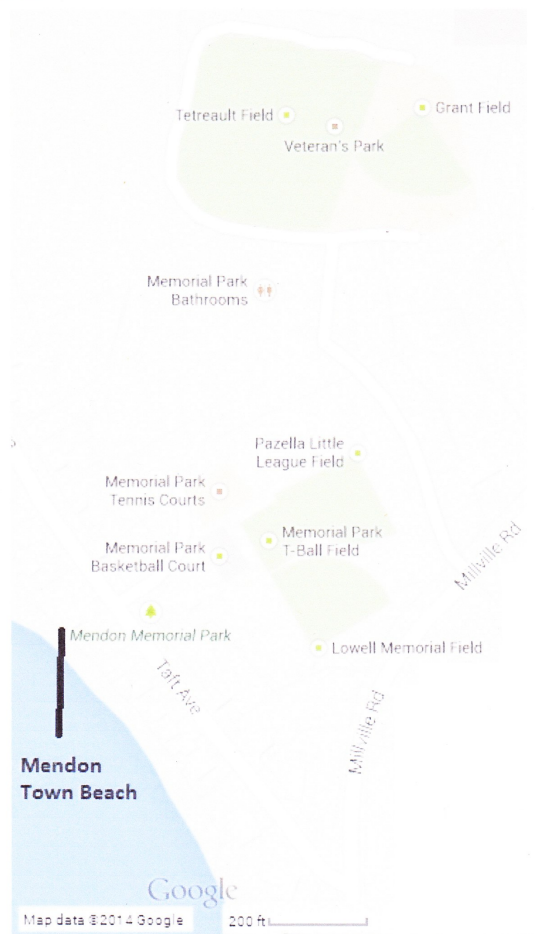 Tetreault Field
Grant Field
Veteran's Park
Memorial Park
Bathrooms
Pazella Little
League Field
Memorial Park
Tennis Courts
Memorial Park
T-Ball Field
Memorial Park
Basketball Court
Millville Rd
Mendon Memorial Park
Lowell Memorial Field
Taft Ave
Millville Rd
Mendon
Town Beach
Google
Map data ©2014 Google
200 ft